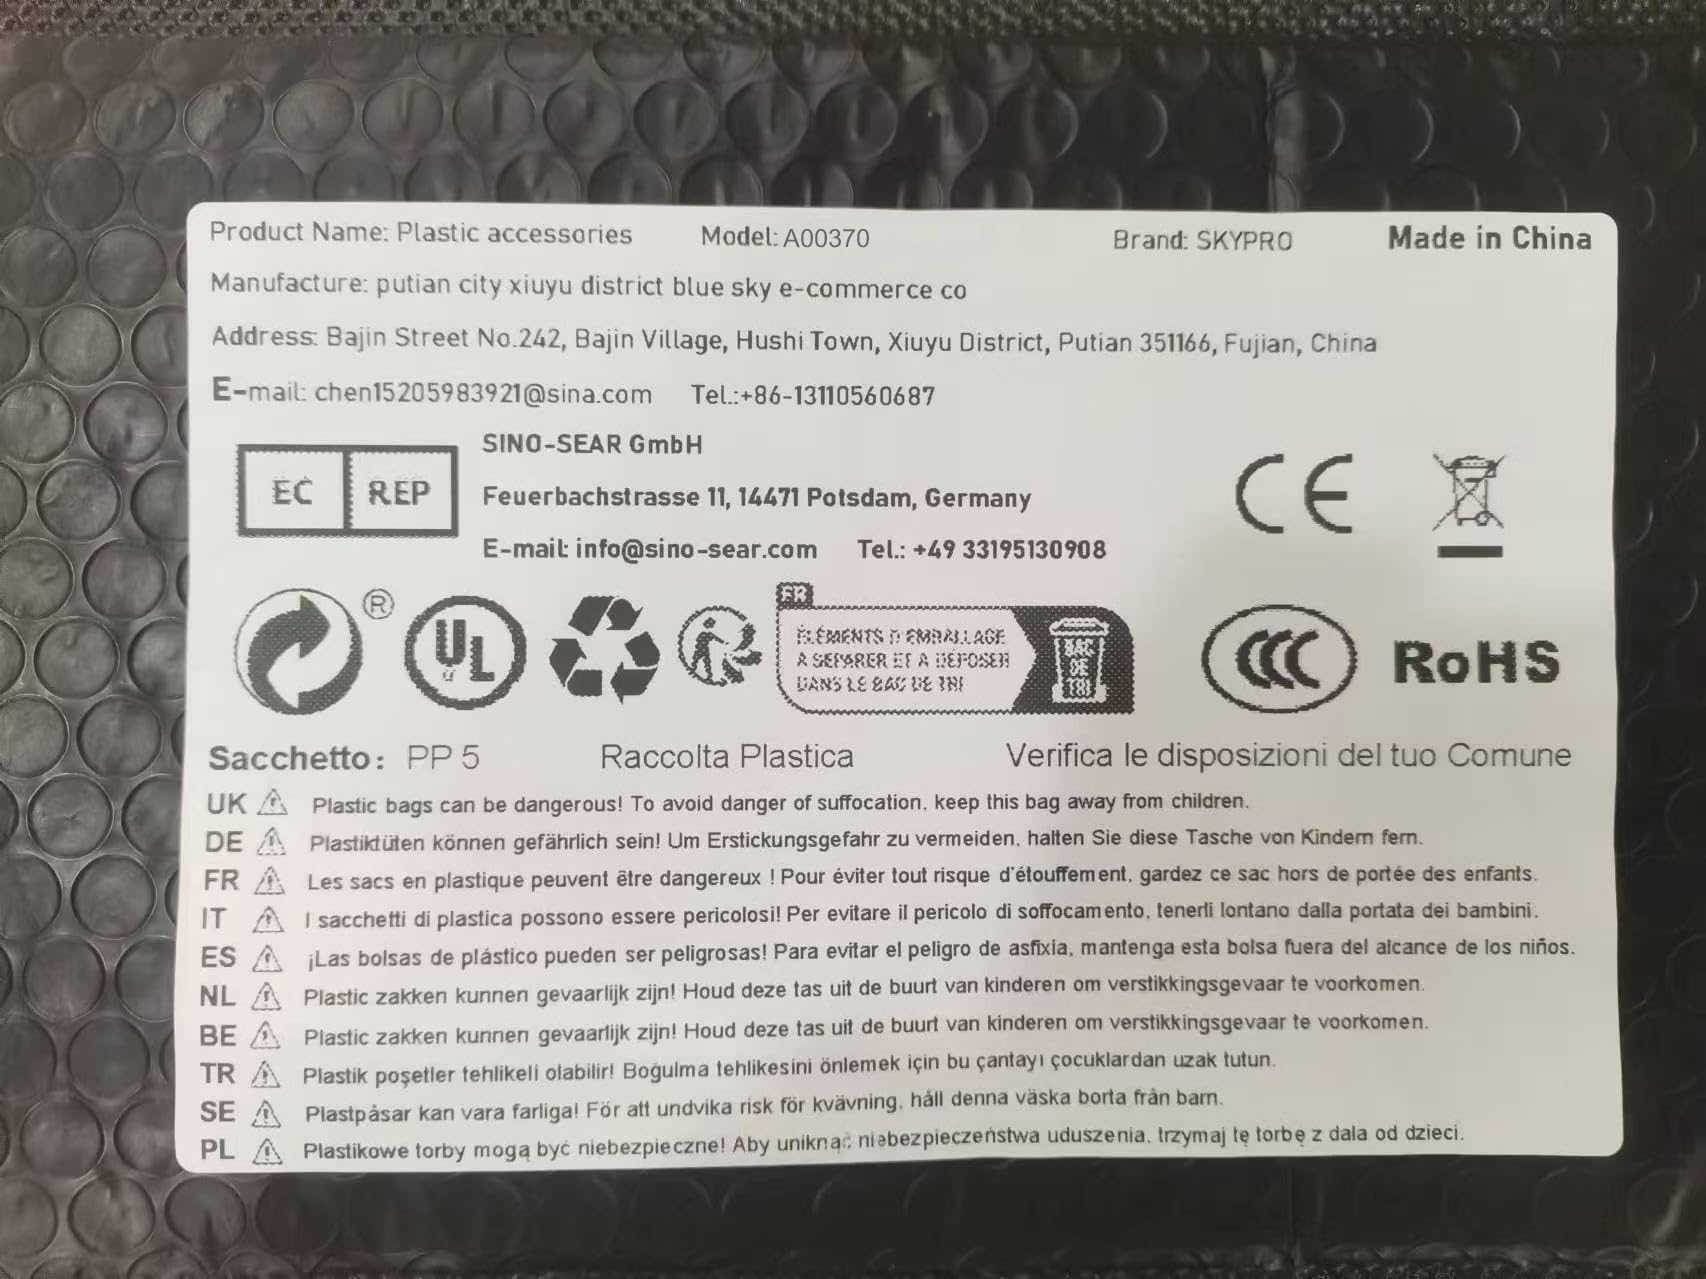 Product Name: Plastic accessories Model: A00370 Brand: SKYPRO Made in China
Manufacture: putian city xiuyu district blue sky e-commerce co
Address: Bajin Street No.242, Bajin Village, Hushi Town, Xiuyu District, Putian 351166, Fujian, China
E-mail: chen15205983921@sina.com Tel.:+86-13110560687
EC REP
SINO-SEAR GmbH
Feuerbachstrasse 11, 14471 Potsdam, Germany
E-mail: info@sino-sear.com Tel.: +49 33195130908
CE
®
UL
FR
ÉLÉMENTS D'EMBALLAGE
A SÉPARER ET A DÉPOSER
DANS LE BAC DE TRI
BAC
DE
TRI
CCC
RoHS
Sacchetto: PP 5 Raccolta Plastica Verifica le disposizioni del tuo Comune
UK Plastic bags can be dangerous! To avoid danger of suffocation, keep this bag away from children.
DE Plastiktüten können gefährlich sein! Um Erstickungsgefahr zu vermeiden, halten Sie diese Tasche von Kindern fern.
FR Les sacs en plastique peuvent être dangereux ! Pour éviter tout risque d'étouffement, gardez ce sac hors de portée des enfants.
IT I sacchetti di plastica possono essere pericolosi! Per evitare il pericolo di soffocamento, tenerli lontano dalla portata dei bambini.
ES ¡Las bolsas de plástico pueden ser peligrosas! Para evitar el peligro de asfixia, mantenga esta bolsa fuera del alcance de los niños.
NL Plastic zakken kunnen gevaarlijk zijn! Houd deze tas uit de buurt van kinderen om verstikkingsgevaar te voorkomen.
BE Plastic zakken kunnen gevaarlijk zijn! Houd deze tas uit de buurt van kinderen om verstikkingsgevaar te voorkomen.
TR Plastik poşetler tehlikeli olabilir! Boğulma tehlikesini önlemek için bu çantayı çocuklardan uzak tutun.
SE Plastpåsar kan vara farliga! För att undvika risk för kvävning, håll denna väska borta från barn.
PL Plastikowe torby mogą być niebezpieczne! Aby uniknąć niebezpieczeństwa uduszenia, trzymaj tę torbę z dala od dzieci.